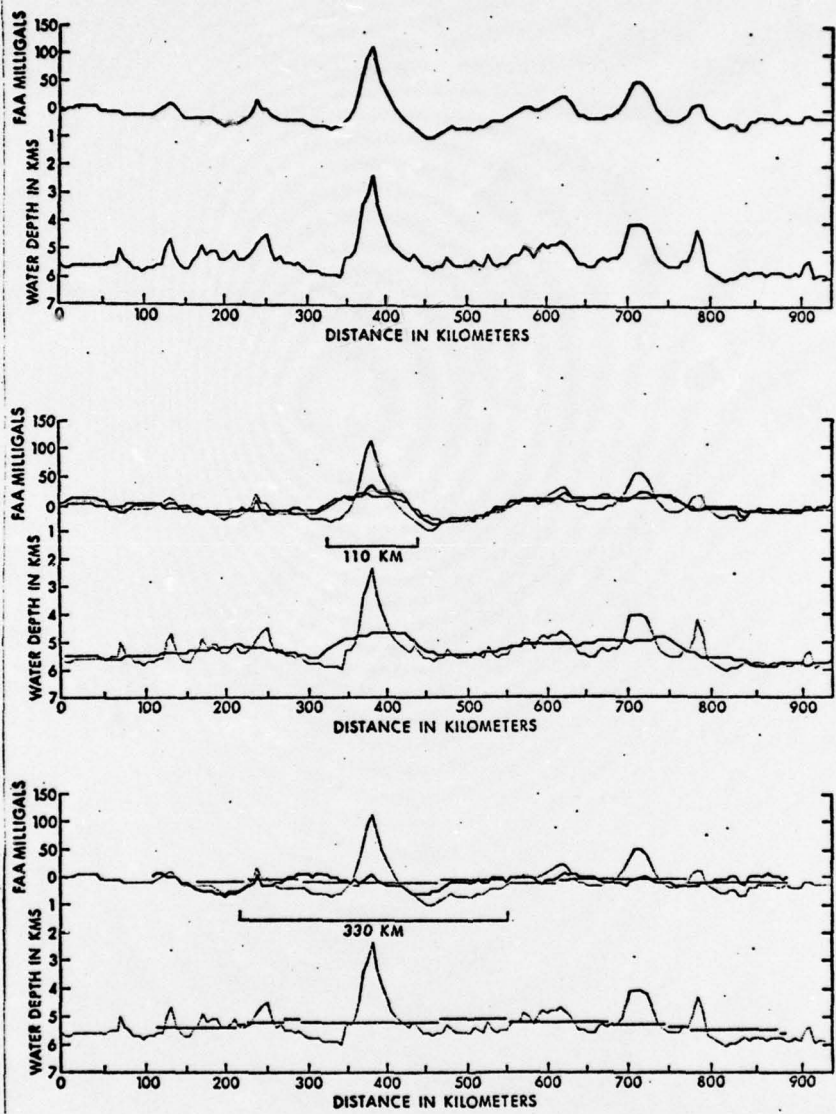 FAA MILLIGALS
150
100
50
0
WATER DEPTH IN KMS
1
2
3
4
5
6
7
0 100 200 300 400 500 600 700 800 900
DISTANCE IN KILOMETERS
FAA MILLIGALS
150
100
50
0
110 KM
WATER DEPTH IN KMS
1
2
3
4
5
6
7
0 100 200 300 400 500 600 700 800 900
DISTANCE IN KILOMETERS
FAA MILLIGALS
150
100
50
0
330 KM
WATER DEPTH IN KMS
1
2
3
4
5
6
7
0 100 200 300 400 500 600 700 800 900
DISTANCE IN KILOMETERS